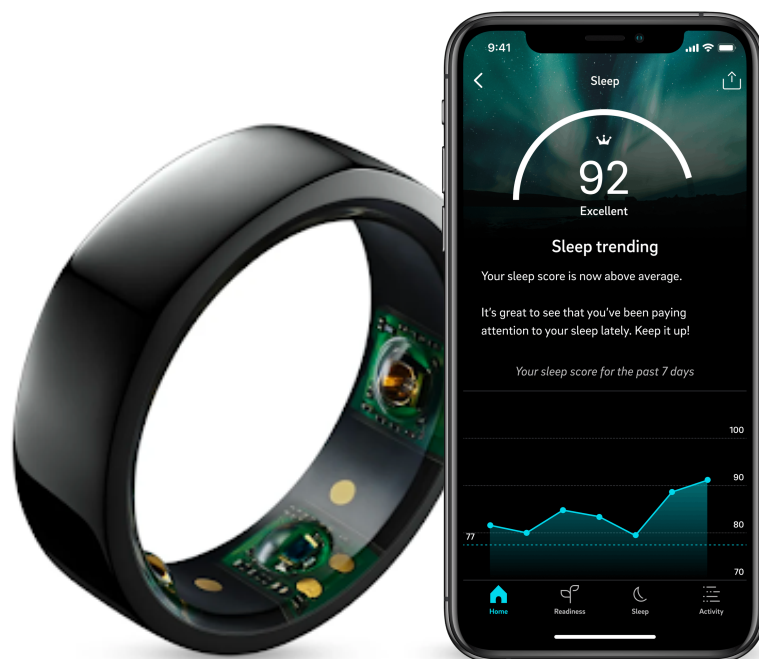 9:41
Sleep
92
Excellent
Sleep trending
Your sleep score is now above average.
It's great to see that you've been paying
attention to your sleep lately. Keep it up!
Your sleep score for the past 7 days
100
90
80
77
70
Home
Readiness
Sleep
Activity